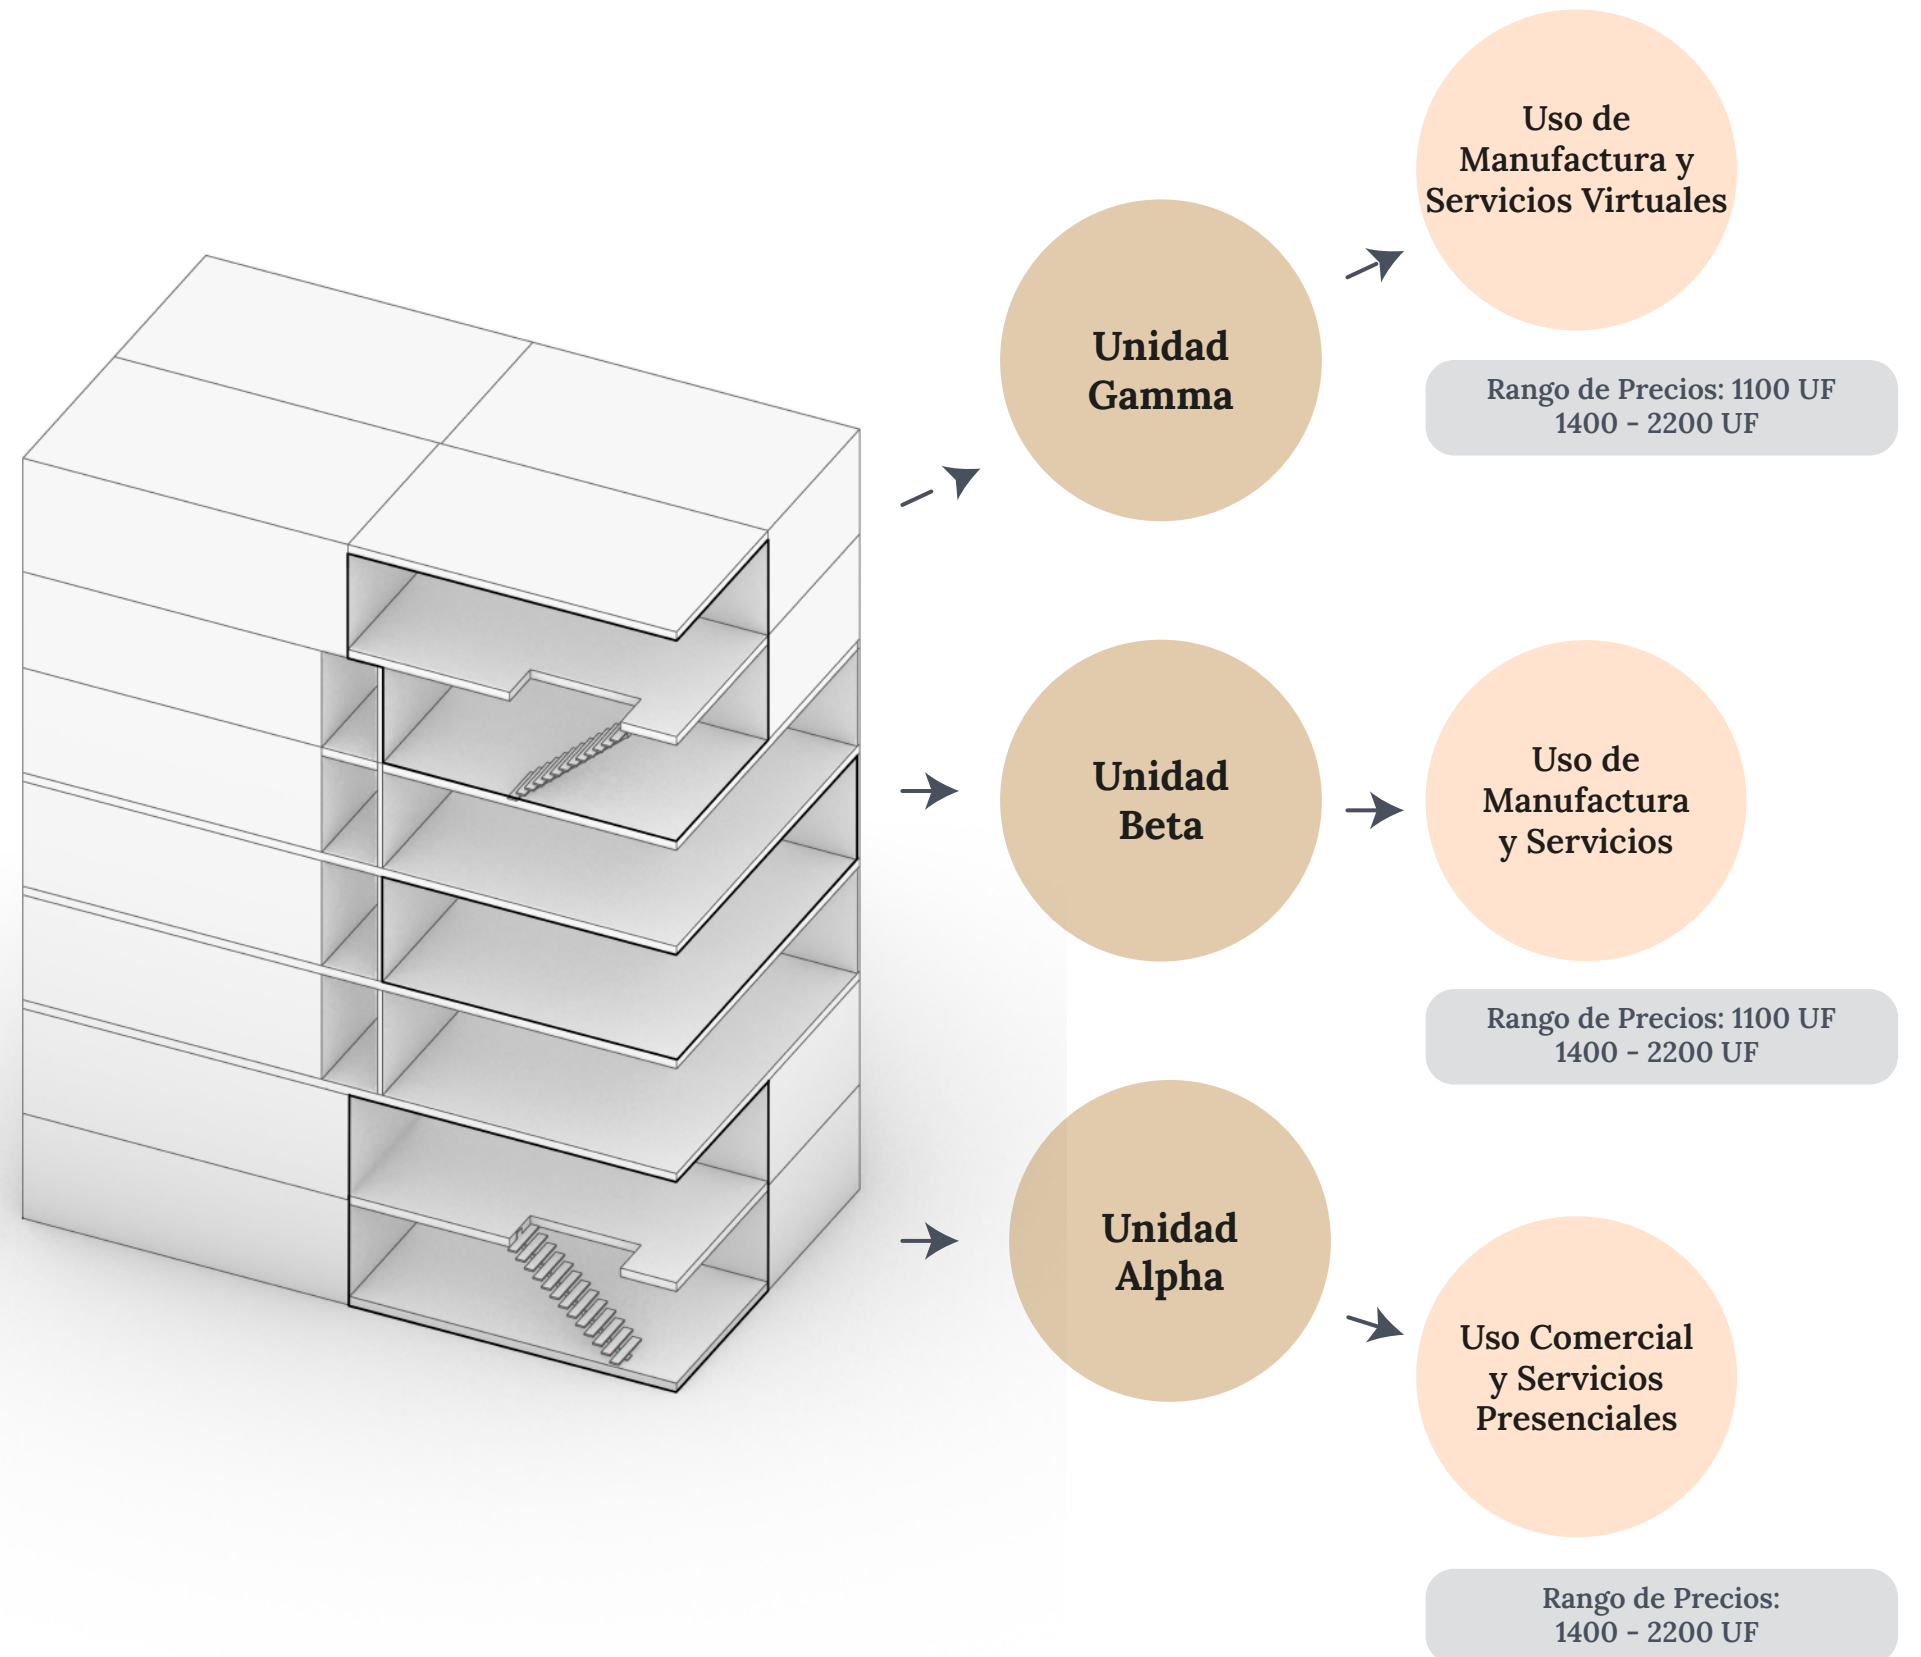 Unidad
Gamma
Uso de
Manufactura y
Servicios Virtuales
Rango de Precios: 1100 UF
1400 - 2200 UF
Unidad
Beta
Uso de
Manufactura
y Servicios
Rango de Precios: 1100 UF
1400 - 2200 UF
Unidad
Alpha
Uso Comercial
y Servicios
Presenciales
Rango de Precios:
1400 - 2200 UF